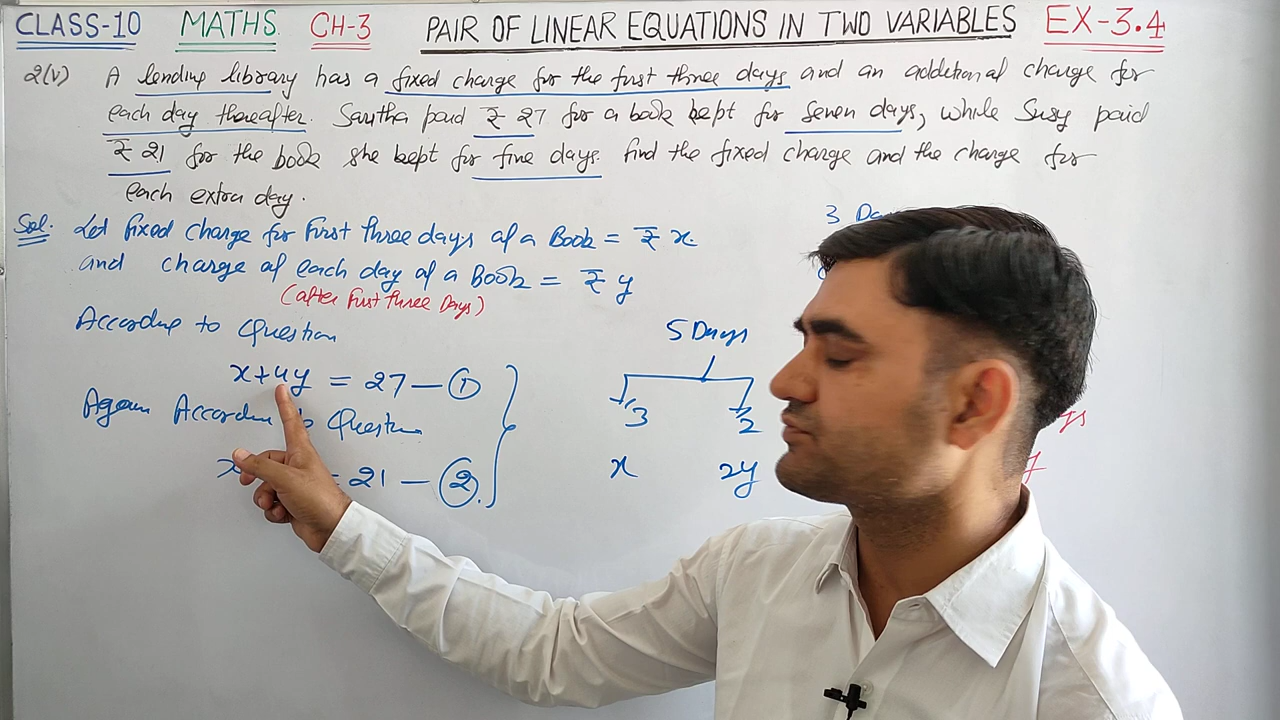 CLASS-10 MATHS CH-3 PAIR OF LINEAR EQUATIONS IN TWO VARIABLES EX-3.4
2(V) A lending library has a fixed charge for the first three days and an additional charge for
each day thereafter. Saritha paid ₹ 27 for a book kept for seven days, while Susy paid
₹ 21 for the book she kept for five days. find the fixed charge and the charge for
each extra day.
Sol. Let fixed charge for first three days of a Book = ₹ x.
and charge of each day of a Book = ₹ y
(after first three Days)
According to Question
x+4y = 27 — ①
Again According Question
= 21 — ②.
3
5 Days
3 2
x 2y